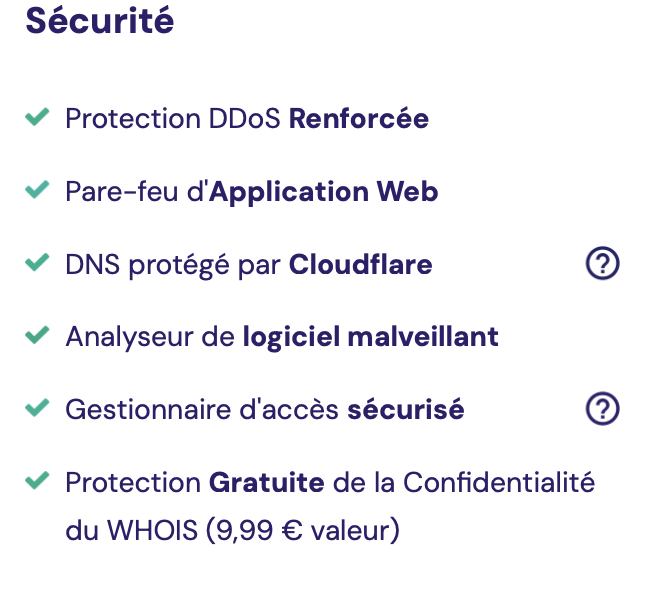 Sécurité
Protection DDoS Renforcée
Pare-feu d'Application Web
DNS protégé par Cloudflare
Analyseur de logiciel malveillant
Gestionnaire d'accès sécurisé
Protection Gratuite de la Confidentialité
du WHOIS (9,99 € valeur)